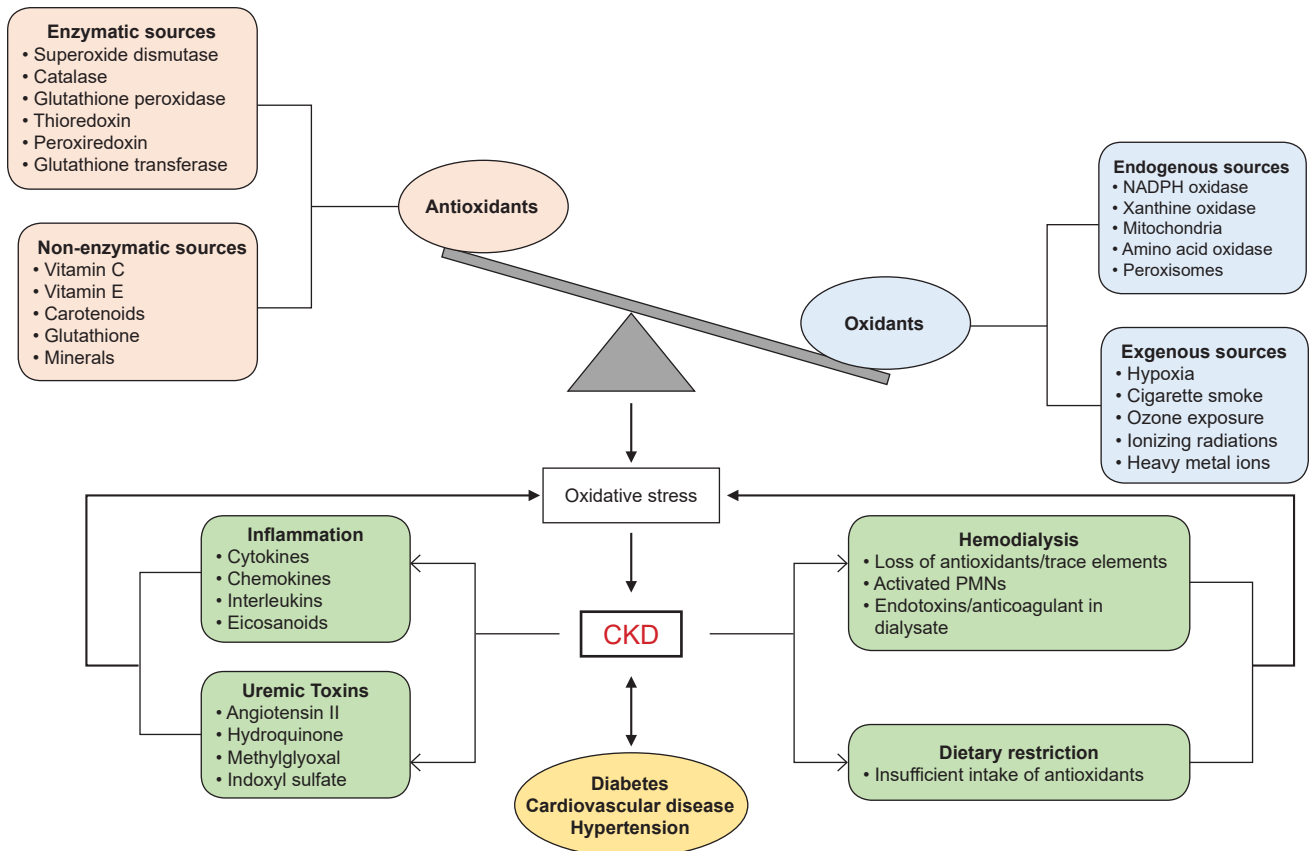 Enzymatic sources
• Superoxide dismutase
• Catalase
• Glutathione peroxidase
• Thioredoxin
• Peroxiredoxin
• Glutathione transferase
Non-enzymatic sources
• Vitamin C
• Vitamin E
• Carotenoids
• Glutathione
• Minerals
Antioxidants
Oxidants
Endogenous sources
• NADPH oxidase
• Xanthine oxidase
• Mitochondria
• Amino acid oxidase
• Peroxisomes
Exgenous sources
• Hypoxia
• Cigarette smoke
• Ozone exposure
• Ionizing radiations
• Heavy metal ions
Oxidative stress
Inflammation
• Cytokines
• Chemokines
• Interleukins
• Eicosanoids
Uremic Toxins
• Angiotensin II
• Hydroquinone
• Methylglyoxal
• Indoxyl sulfate
CKD
Hemodialysis
• Loss of antioxidants/trace elements
• Activated PMNs
• Endotoxins/anticoagulant in
dialysate
Dietary restriction
• Insufficient intake of antioxidants
Diabetes
Cardiovascular disease
Hypertension